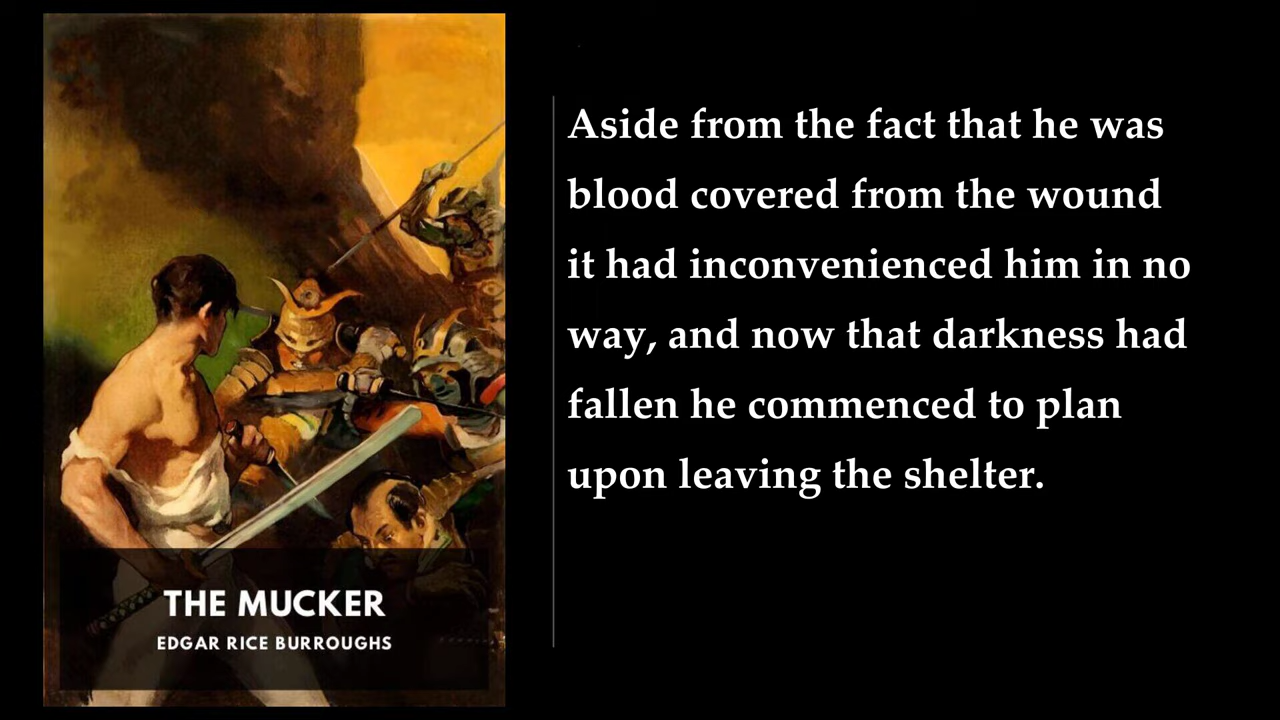 Aside from the fact that he was
blood covered from the wound
it had inconvenienced him in no
way, and now that darkness had
fallen he commenced to plan
upon leaving the shelter.
THE MUCKER
EDGAR RICE BURROUGHS